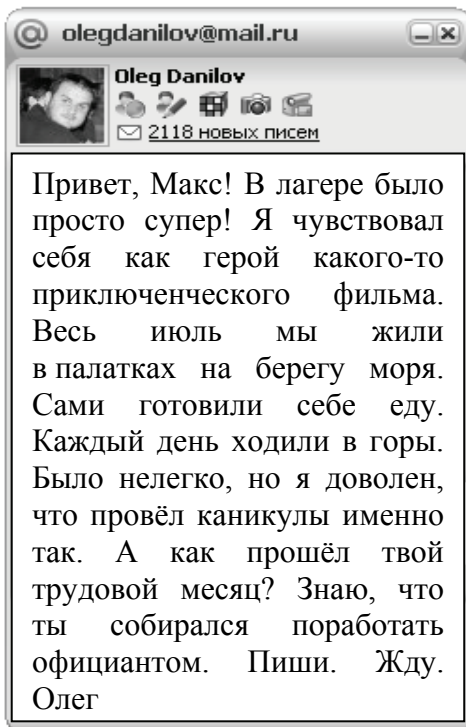 olegdanilov@mail.ru
Oleg Danilov
2118 новых писем
Привет, Макс! В лагере было
просто супер! Я чувствовал
себя как герой какого-то
приключенческого фильма.
Весь июль мы жили
в палатках на берегу моря.
Сами готовили себе еду.
Каждый день ходили в горы.
Было нелегко, но я доволен,
что провёл каникулы именно
так. А как прошёл твой
трудовой месяц? Знаю, что
ты собирался поработать
официантом. Пиши. Жду.
Олег